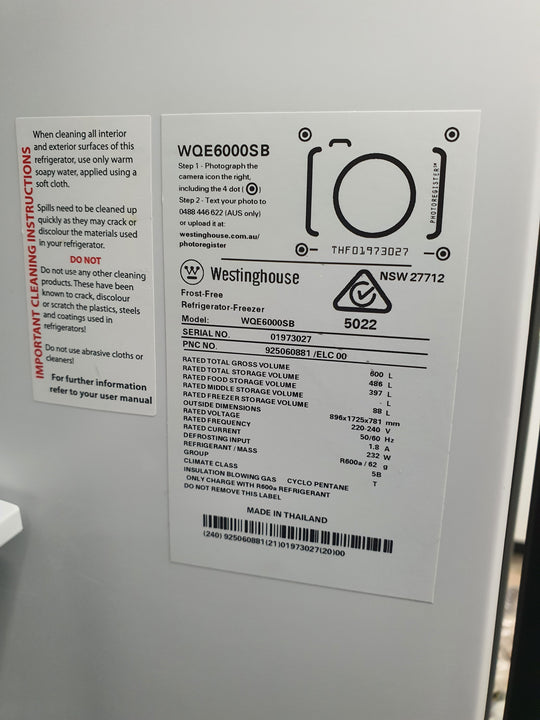 IMPORTANT CLEANING INSTRUCTIONS
When cleaning all interior
and exterior surfaces of this
refrigerator, use only warm
soapy water, applied using a
soft cloth.
Spills need to be cleaned up
quickly as they may crack or
discolour the materials used
in your refrigerator.
DO NOT
Do not use any other cleaning
products. These have been
known to crack, discolour
or scratch the plastics, steels
and coatings used in
refrigerators!
Do not use abrasive cloths or
cleaners!
For further information
refer to your user manual
WQE6000SB
Step 1 - Photograph the
camera icon the right,
including the 4 dot ( )
Step 2 - Text your photo to
0488 446 622 (AUS only)
or upload it at:
westinghouse.com.au/
photoregister
PHOTOREGISTER™
THF01973027
W Westinghouse
NSW 27712
5022
Frost-Free
Refrigerator-Freezer
Model: WQE6000SB
SERIAL NO. 01973027
PNC NO. 925060881 /ELC 00
RATED TOTAL GROSS VOLUME 600 L
RATED TOTAL STORAGE VOLUME 486 L
RATED FOOD STORAGE VOLUME 397 L
RATED MIDDLE STORAGE VOLUME - L
RATED FREEZER STORAGE VOLUME 88 L
OUTSIDE DIMENSIONS 896x1725x781 mm
RATED VOLTAGE 220-240 V
RATED FREQUENCY 50/60 Hz
RATED CURRENT 1.8 A
DEFROSTING INPUT 232 W
REFRIGERANT / MASS R600a / 62 g
GROUP 5B
CLIMATE CLASS T
INSULATION BLOWING GAS CYCLO PENTANE
ONLY CHARGE WITH R600a REFRIGERANT
DO NOT REMOVE THIS LABEL
MADE IN THAILAND
(240) 925060881(21)01973027(20)00